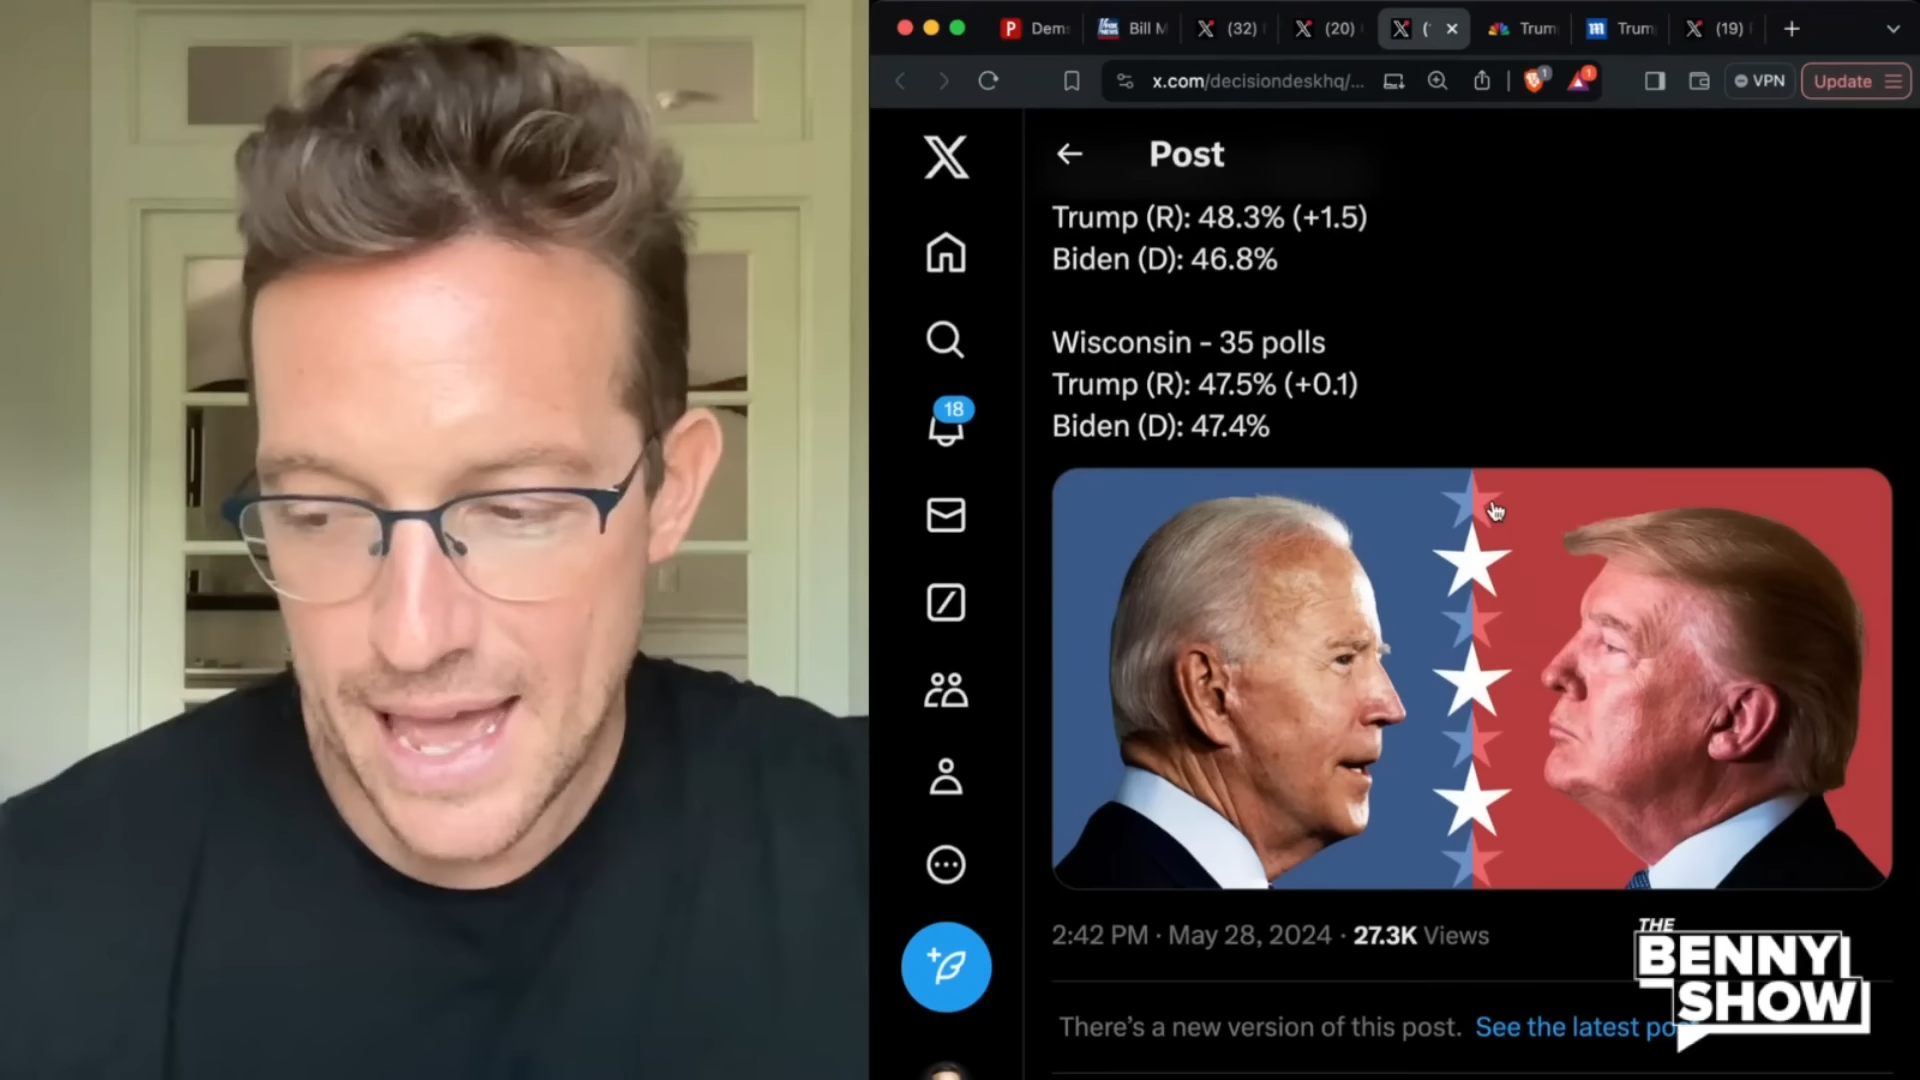 Dems
Bill M
(32)
(20)
(
Trum
m Trum
(19)
x.com/decisiondeskhq/...
VPN
Update
Post
Trump (R): 48.3% (+1.5)
Biden (D): 46.8%
Wisconsin - 35 polls
Trump (R): 47.5% (+0.1)
Biden (D): 47.4%
18
2:42 PM · May 28, 2024 · 27.3K Views
There's a new version of this post. See the latest po
THE
BENNY
SHOW